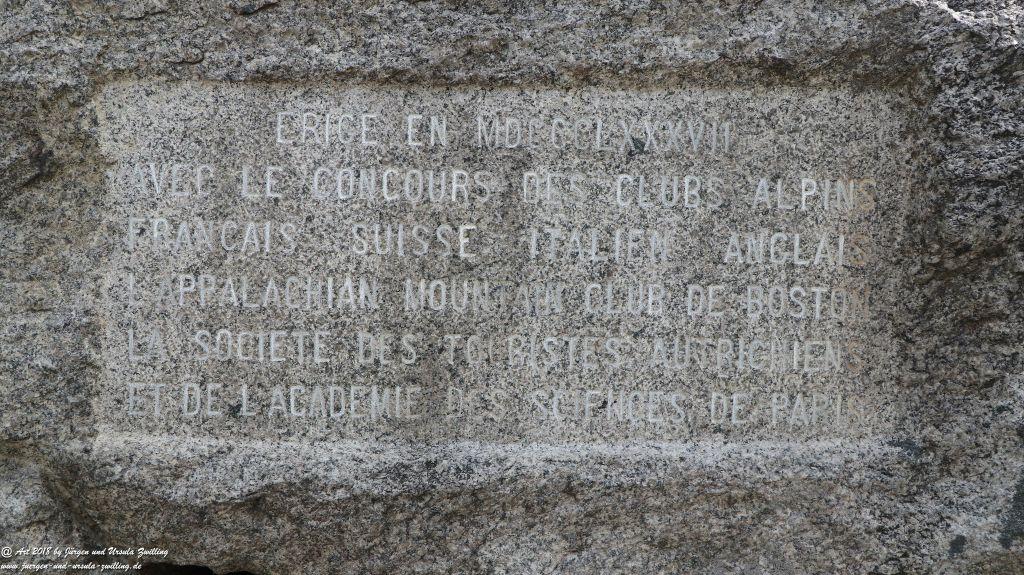 ERIGE EN MDCCCLXXXVII
AVEC LE CONCOURS DES CLUBS ALPINS
FRANCAIS SUISSE ITALIEN ANGLAIS
L'APPALACHIAN MOUNTAIN CLUB DE BOSTON
LA SOCIETE DES TOURISTES AUTRICHIENS
ET DE L'ACADEMIE DES SCIENCES DE PARIS
@ Art 2018 by Jürgen und Ursula Zwilling
www.juergen-und-ursula-zwilling.de